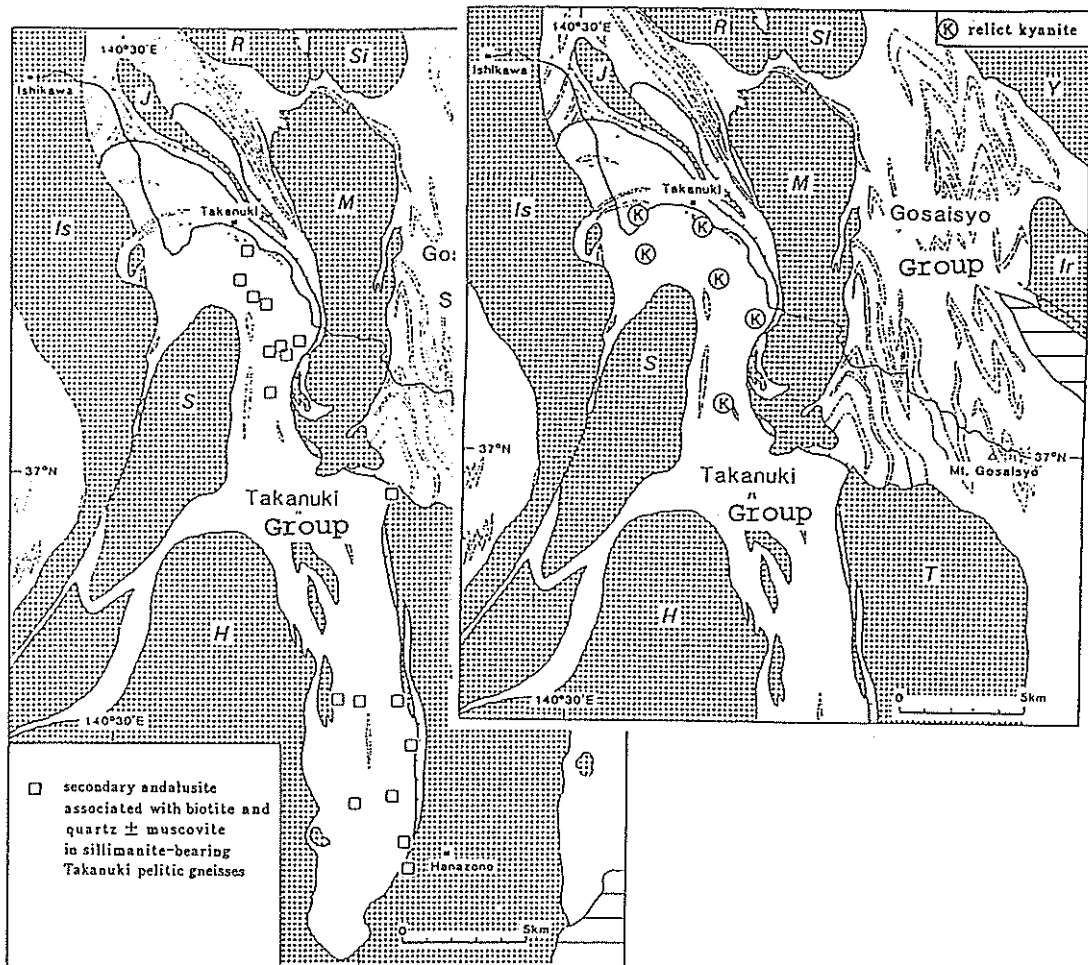 140°30'E
R
Si
Ishikawa
J
Is
M
Takanuki
Gos
S
S
37°N
Takanuki
Group
H
140°30'E
Hanazono
0 5km
□ secondary andalusite
associated with biotite and
quartz ± muscovite
in sillimanite-bearing
Takanuki pelitic gneisses
140°30'E
R
Si
Ⓚ relict kyanite
Ishikawa
J
Y
Is
M
Takanuki
K
K
K
K
K
K
Gosaisyo
Group
Ir
S
37°N
Mt. Gosaisyo
Takanuki
Group
T
H
140°30'E
0 5km